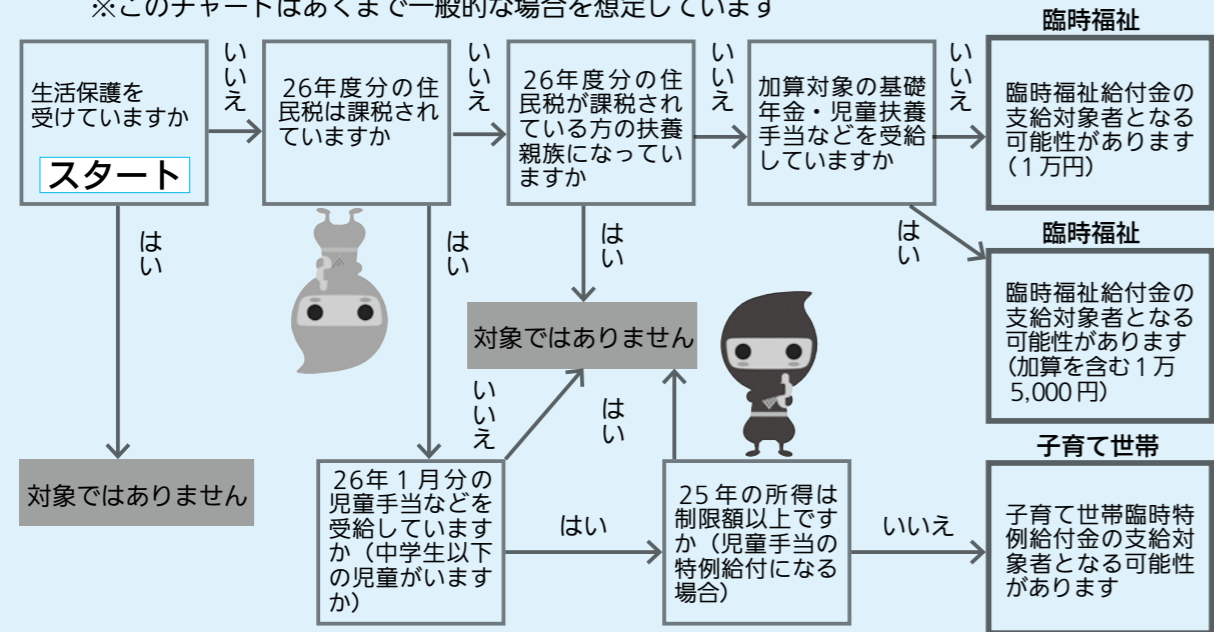 ※このチャートはあくまで一般的な場合を想定しています
生活保護を
受けていますか
スタート
いいえ
はい
対象ではありません
26年度分の住
民税は課税され
ていますか
いいえ
はい
26年度分の住
民税が課税され
ている方の扶養
親族になってい
ますか
いいえ
はい
対象ではありません
加算対象の基礎
年金・児童扶養
手当などを受給
していますか
いいえ
はい
臨時福祉
臨時福祉給付金の
支給対象者となる
可能性があります
(1万円)
臨時福祉
臨時福祉給付金の
支給対象者となる
可能性があります
(加算を含む1万
5,000円)
26年1月分の
児童手当などを
受給しています
か(中学生以下
の児童がいます
か)
いいえ
はい
25年の所得は
制限額以上です
か(児童手当の
特例給付になる
場合)
はい
いいえ
子育て世帯
子育て世帯臨時特
例給付金の支給対
象者となる可能性
があります